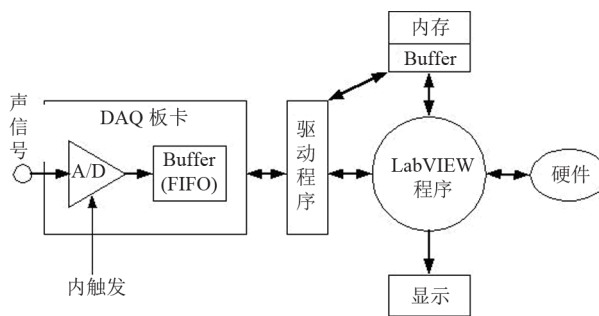 内存
Buffer
声信号
DAQ 板卡
A/D
Buffer
(FIFO)
内触发
驱动程序
LabVIEW
程序
硬件
显示